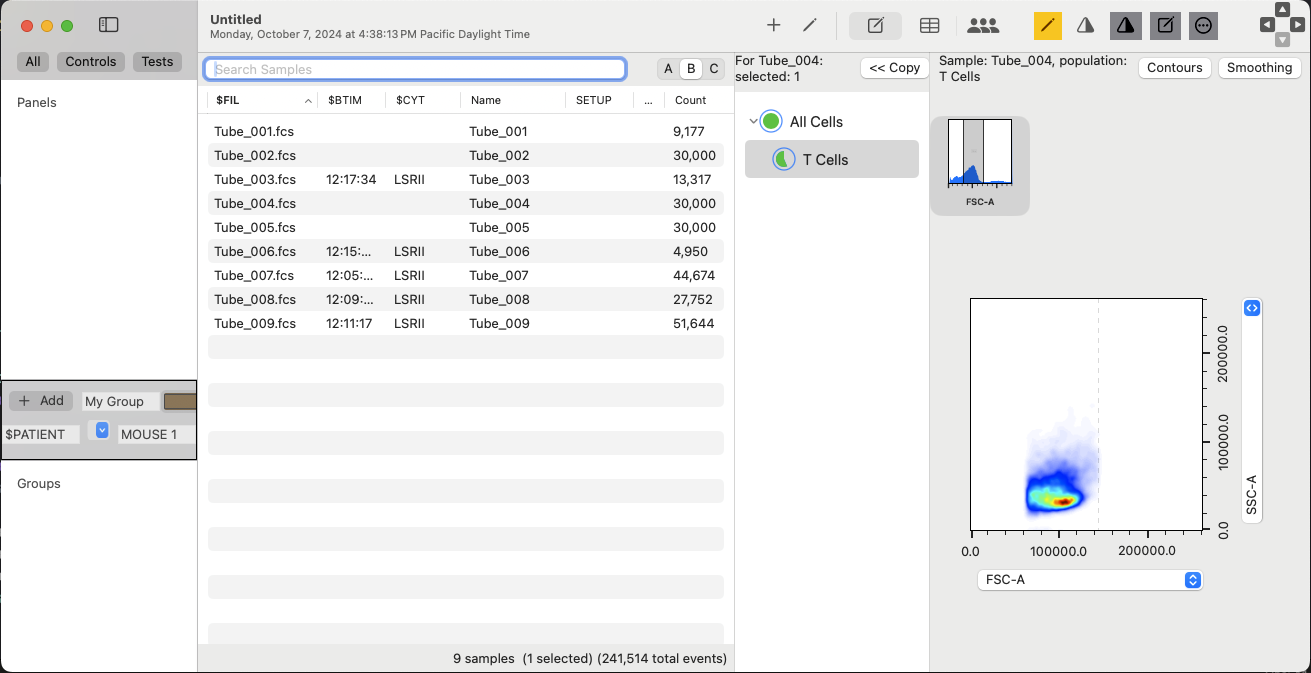 Untitled
Monday, October 7, 2024 at 4:38:13 PM Pacific Daylight Time
All Controls Tests
Search Samples
A B C
For Tube_004:
selected: 1
<< Copy
Sample: Tube_004, population:
T Cells
Contours Smoothing
Panels
$FIL $BTIM $CYT Name SETUP ... Count
Tube_001.fcs Tube_001 9,177
Tube_002.fcs Tube_002 30,000
Tube_003.fcs 12:17:34 LSRII Tube_003 13,317
Tube_004.fcs Tube_004 30,000
Tube_005.fcs Tube_005 30,000
Tube_006.fcs 12:15:... LSRII Tube_006 4,950
Tube_007.fcs 12:05:... LSRII Tube_007 44,674
Tube_008.fcs 12:09:... LSRII Tube_008 27,752
Tube_009.fcs 12:11:17 LSRII Tube_009 51,644
All Cells
T Cells
FSC-A
+ Add My Group
$PATIENT MOUSE 1
Groups
200000.0
100000.0
0.0
SSC-A
0.0 100000.0 200000.0
FSC-A
9 samples (1 selected) (241,514 total events)